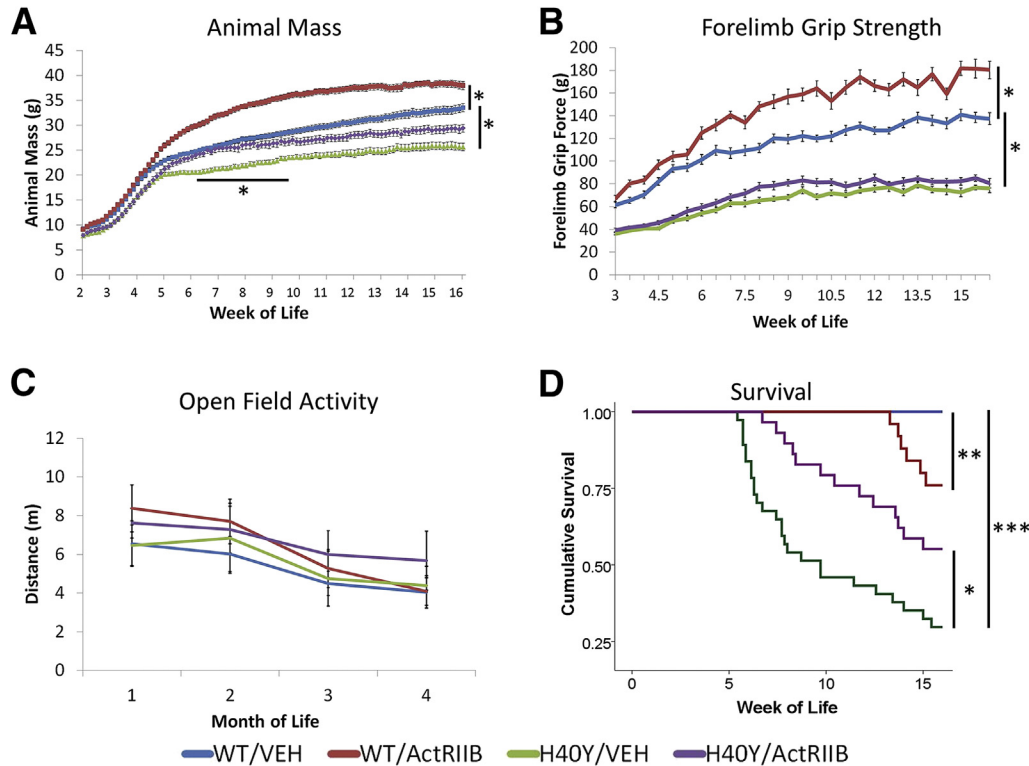 A
Animal Mass
Animal Mass (g)
45
40
35
30
25
20
15
10
5
0
2 3 4 5 6 7 8 9 10 11 12 13 14 15 16
Week of Life
*
*
*
B
Forelimb Grip Strength
Forelimb Grip Force (g)
200
180
160
140
120
100
80
60
40
20
0
3 4.5 6 7.5 9 10.5 12 13.5 15
Week of Life
*
*
C
Open Field Activity
Distance (m)
12
10
8
6
4
2
0
1 2 3 4
Month of Life
D
Survival
Cumulative Survival
1.00
0.75
0.50
0.25
0 5 10 15
Week of Life
**
***
*
WT/VEH WT/ActRIIB H40Y/VEH H40Y/ActRIIB